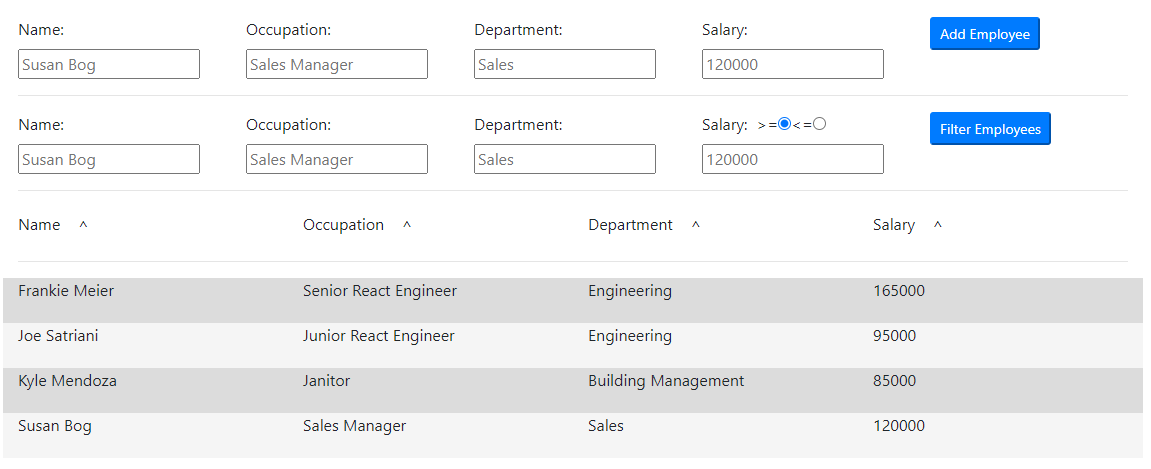 Name: Occupation: Department: Salary: Add Employee
Susan Bog Sales Manager Sales 120000
Name: Occupation: Department: Salary: >= <= Filter Employees
Susan Bog Sales Manager Sales 120000
Name ^ Occupation ^ Department ^ Salary ^
Frankie Meier Senior React Engineer Engineering 165000
Joe Satriani Junior React Engineer Engineering 95000
Kyle Mendoza Janitor Building Management 85000
Susan Bog Sales Manager Sales 120000